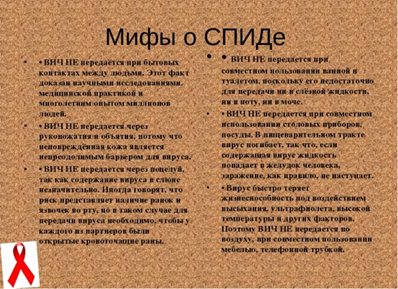 Мифы о СПИДе
• • ВИЧ НЕ передаётся при бытовых
контактах между людьми. Этот факт
доказан научными исследованиями,
медицинской практикой и
многолетним опытом миллионов
людей.
• • ВИЧ НЕ передается через
рукопожатия и объятия, потому что
неповреждённая кожа является
непреодолимым барьером для вируса.
• • ВИЧ НЕ передается через поцелуй,
так как содержание вируса в слюне
незначительно. Иногда говорят, что
риск представляет наличие ранок и
язвочек во рту, но в таком случае для
передачи вируса необходимо, чтобы у
каждого из партнеров были
открытые кровоточащие раны.
• • ВИЧ НЕ передается при
совместном пользовании ванной и
туалетом, поскольку его недостаточно
для передачи ни в слёзной жидкости,
ни в поту, ни в моче.
• • ВИЧ НЕ передается при совместном
использовании столовых приборов,
посуды. В пищеварительном тракте
вирус погибает, так что, если
содержащая вирус жидкость
попадает в желудок человека,
заражение, как правило, не наступает.
• • Вирус быстро теряет
жизнеспособность под воздействием
высыхания, ультрафиолета, высокой
температуры и других факторов.
Поэтому ВИЧ НЕ передается по
воздуху, при совместном пользовании
мебелью, телефонной трубкой.